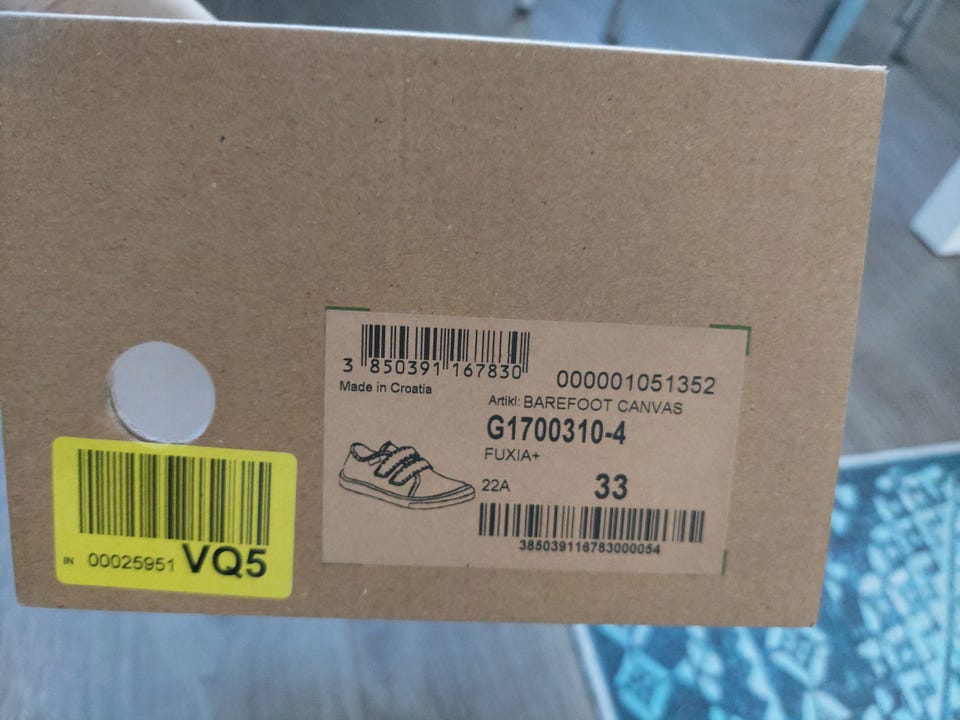 3 850391 167830
000001051352
Made in Croatia
Artikl: BAREFOOT CANVAS
G1700310-4
FUXIA+
22A 33
385039116783000054
IN 00025951 VQ5